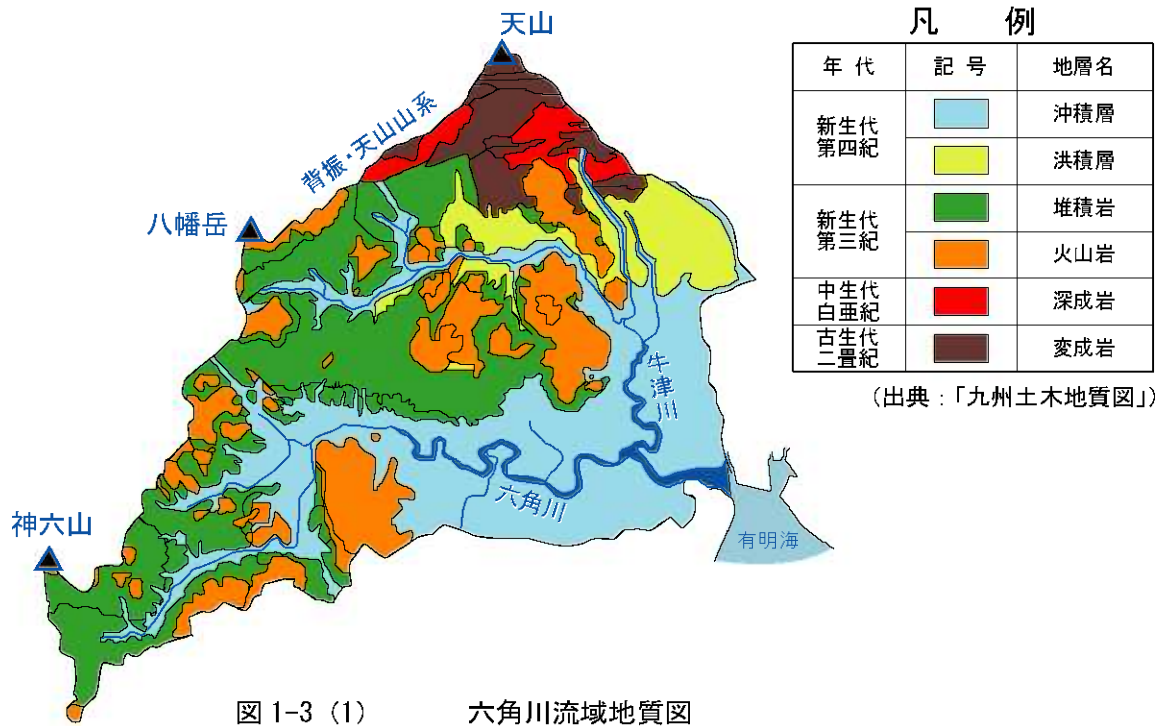 天山
背振・天山山系
八幡岳
神六山
牛津川
六角川
有明海
凡 例
年代 記号 地層名
新生代
第四紀
沖積層
洪積層
新生代
第三紀
堆積岩
火山岩
中生代
白亜紀
深成岩
古生代
二畳紀
変成岩
(出典:「九州土木地質図」)
図 1-3 (1) 六角川流域地質図